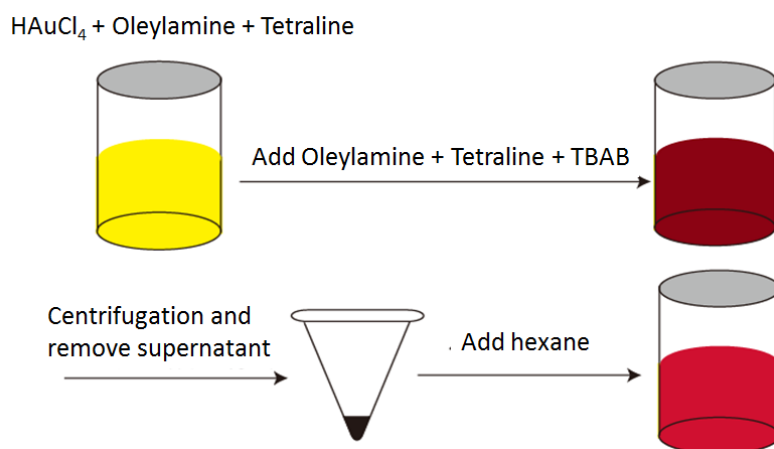 HAuCl₄ + Oleylamine + Tetraline
Add Oleylamine + Tetraline + TBAB
Centrifugation and
remove supernatant
. Add hexane